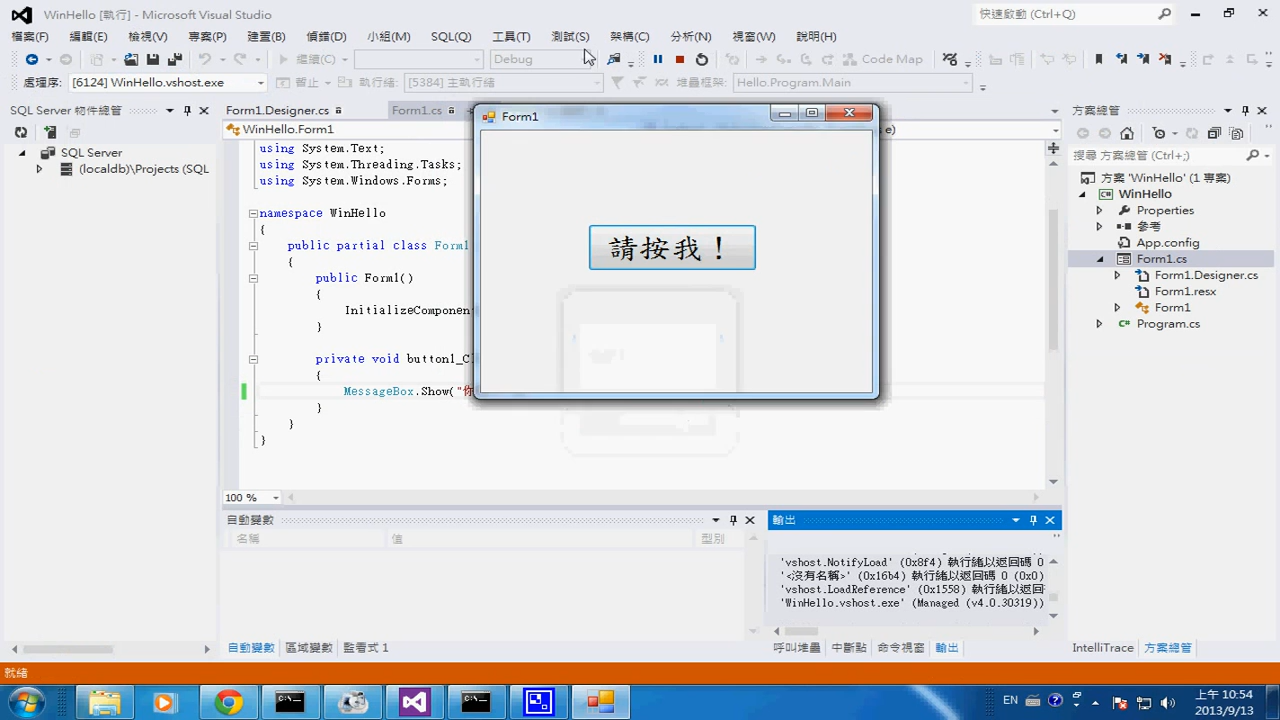 WinHello [執行] - Microsoft Visual Studio
快速啟動 (Ctrl+Q)
檔案(F) 編輯(E) 檢視(V) 專案(P) 建置(B) 偵錯(D) 小組(M) SQL(Q) 工具(T) 測試(S) 架構(C) 分析(N) 視窗(W) 說明(H)
繼續(C) Debug Code Map
處理序: [6124] WinHello.vshost.exe 暫止 執行緒: [5384] 主執行緒 堆疊框架: Hello.Program.Main
SQL Server 物件總管
SQL Server
(localdb)\Projects (SQL
Form1.Designer.cs Form1.cs
WinHello.Form1 e)
using System.Text;
using System.Threading.Tasks;
using System.Windows.Forms;
namespace WinHello
{
public partial class Form1
{
public Form1()
{
InitializeComponen
}
private void button1_C
{
MessageBox.Show("你
}
}
}
100 %
Form1
請按我！
自動變數
名稱 值 型別
自動變數 區域變數 監看式 1
輸出
'vshost.NotifyLoad' (0x8f4) 執行緒以返回碼 0
'<沒有名稱>' (0x16b4) 執行緒以返回碼 0 (0x0)
'vshost.LoadReference' (0x1558) 執行緒以返回
'WinHello.vshost.exe' (Managed (v4.0.30319))
呼叫堆疊 中斷點 命令視窗 輸出
方案總管
搜尋 方案總管 (Ctrl+;)
方案 'WinHello' (1 專案)
WinHello
Properties
參考
App.config
Form1.cs
Form1.Designer.cs
Form1.resx
Form1
Program.cs
IntelliTrace 方案總管
就緒
EN
上午 10:54
2013/9/13